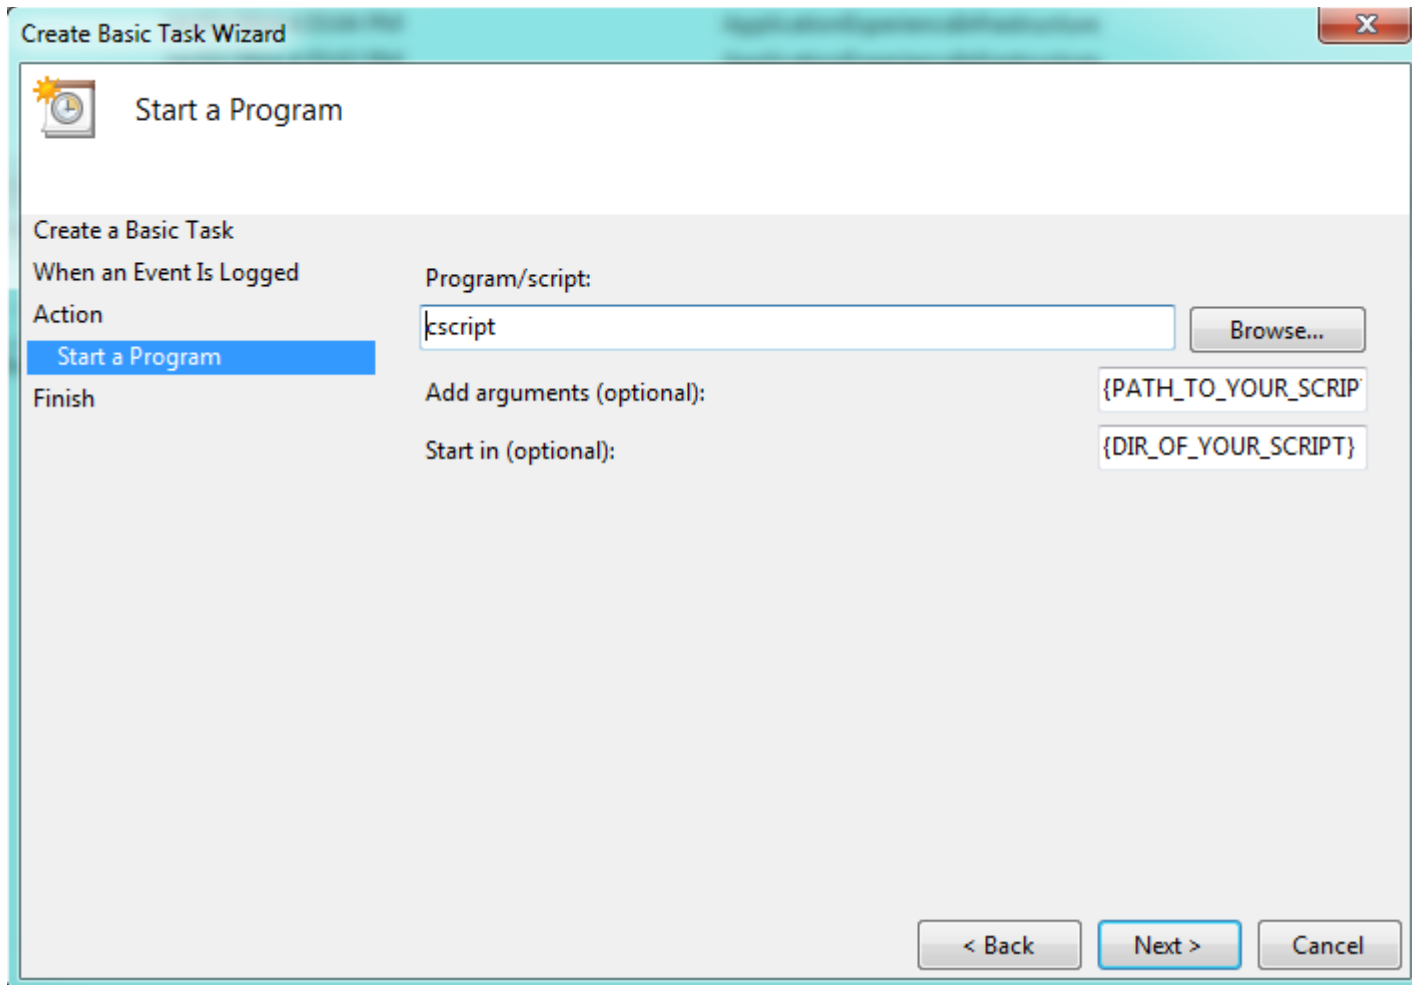 Create Basic Task Wizard
Start a Program
Create a Basic Task
When an Event Is Logged
Action
Start a Program
Finish
Program/script:
cscript
Browse...
Add arguments (optional):
{PATH_TO_YOUR_SCRIP
Start in (optional):
{DIR_OF_YOUR_SCRIPT}
< Back
Next >
Cancel